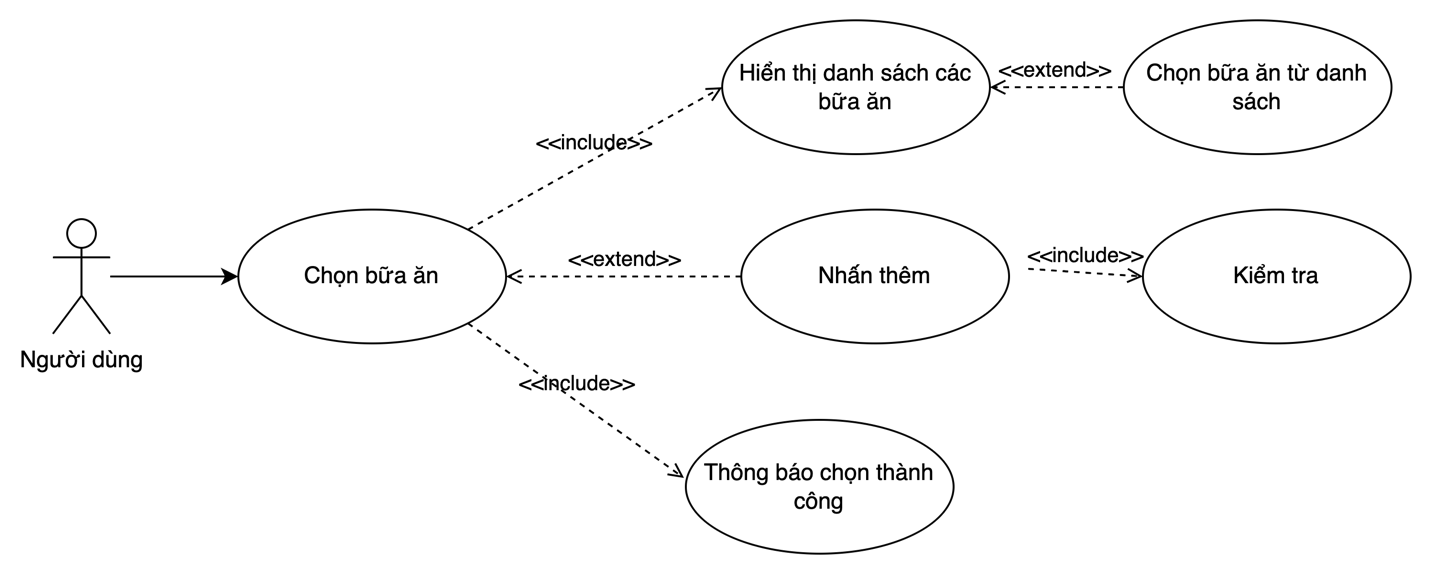 Hiển thị danh sách các
bữa ăn
<<extend>>
Chọn bữa ăn từ danh
sách
<<include>>
Người dùng
Chọn bữa ăn
<<extend>>
Nhấn thêm
<<include>>
Kiểm tra
<<include>>
Thông báo chọn thành
công